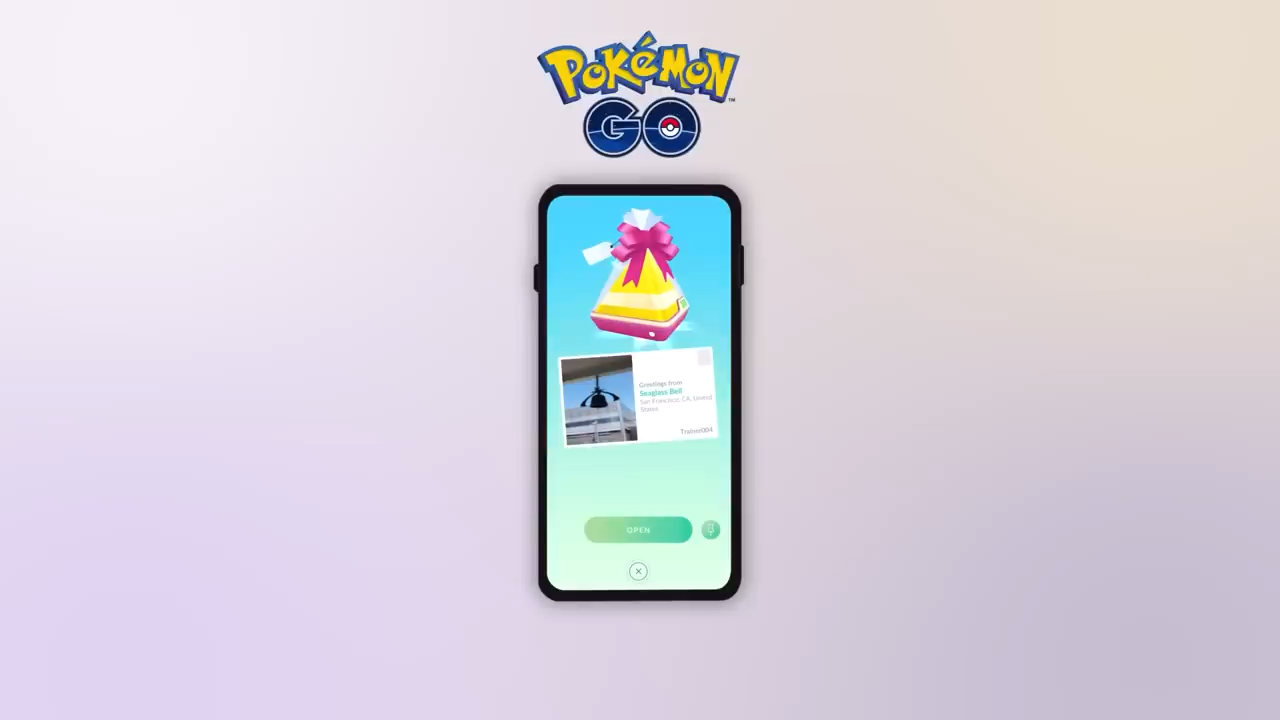 POKéMON
GO
Greetings from
Seaglass Bell
San Francisco, CA, United
States
Trainer004
OPEN